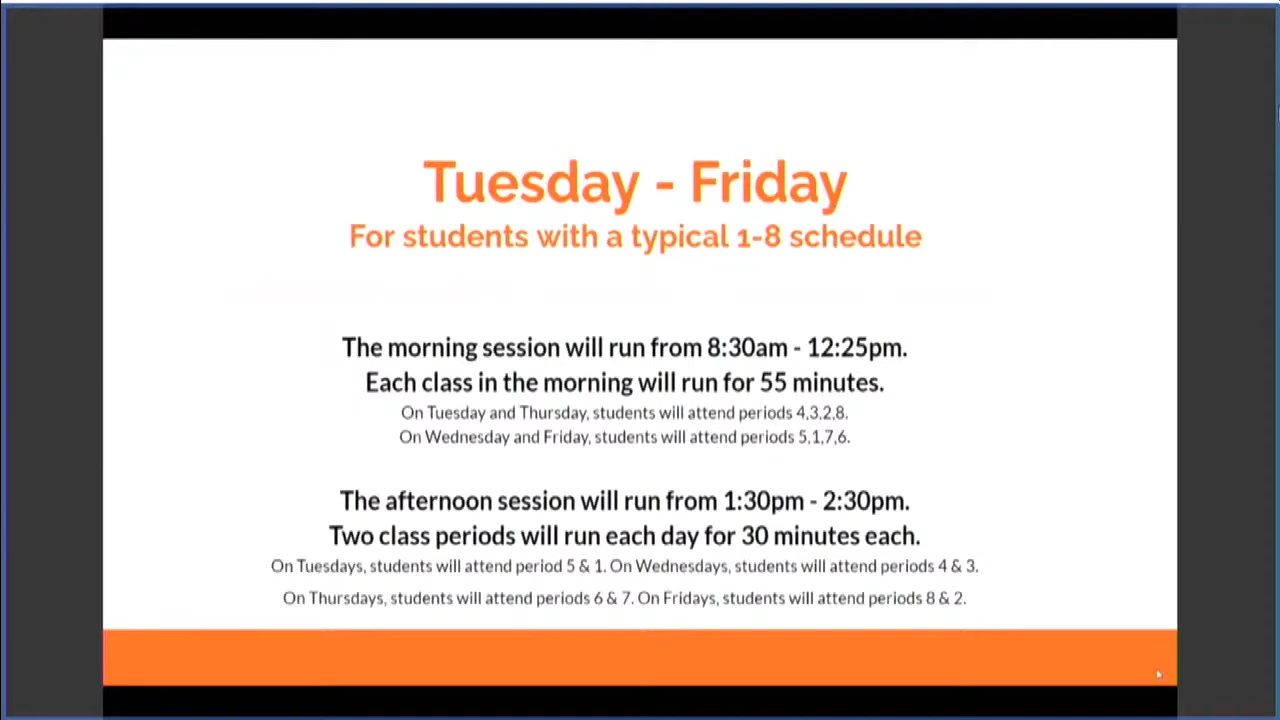 Tuesday - Friday
For students with a typical 1-8 schedule
The morning session will run from 8:30am - 12:25pm.
Each class in the morning will run for 55 minutes.
On Tuesday and Thursday, students will attend periods 4,3,2,8.
On Wednesday and Friday, students will attend periods 5,1,7,6.
The afternoon session will run from 1:30pm - 2:30pm.
Two class periods will run each day for 30 minutes each.
On Tuesdays, students will attend period 5 & 1. On Wednesdays, students will attend periods 4 & 3.
On Thursdays, students will attend periods 6 & 7. On Fridays, students will attend periods 8 & 2.